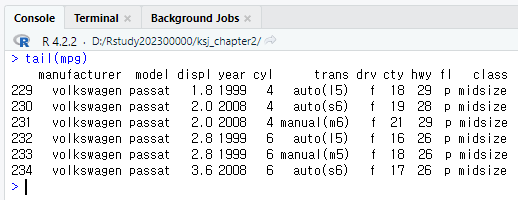 Console Terminal × Background Jobs ×
R 4.2.2 · D:/Rstudy202300000/ksj_chapter2/
> tail(mpg)
manufacturer model displ year cyl trans drv cty hwy fl class
229 volkswagen passat 1.8 1999 4 auto(l5) f 18 29 p midsize
230 volkswagen passat 2.0 2008 4 auto(s6) f 19 28 p midsize
231 volkswagen passat 2.0 2008 4 manual(m6) f 21 29 p midsize
232 volkswagen passat 2.8 1999 6 auto(l5) f 16 26 p midsize
233 volkswagen passat 2.8 1999 6 manual(m5) f 18 26 p midsize
234 volkswagen passat 3.6 2008 6 auto(s6) f 17 26 p midsize
>